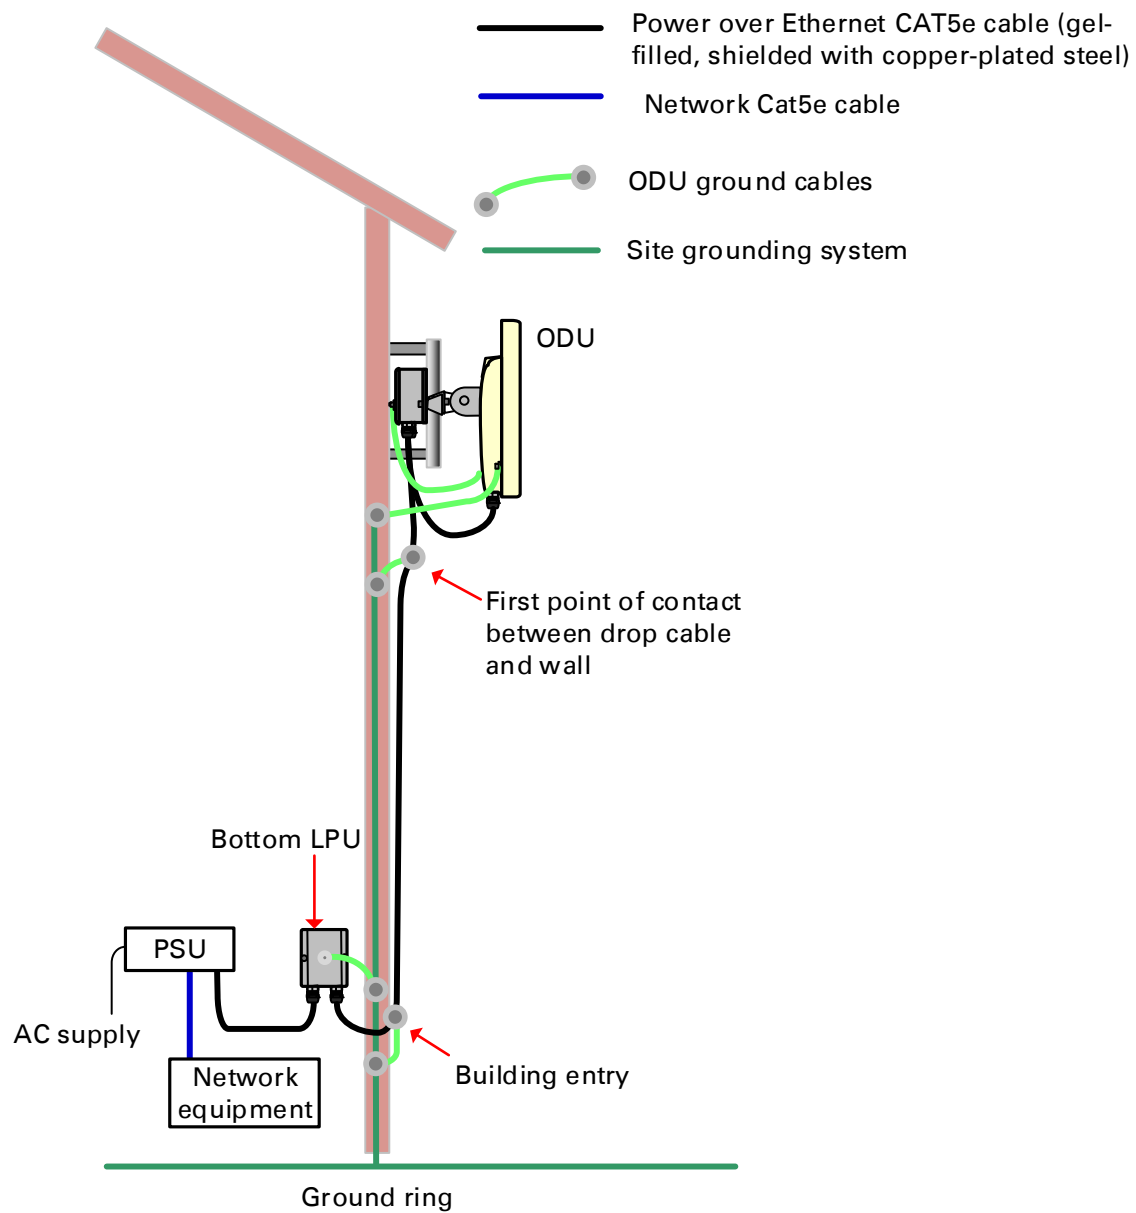 Power over Ethernet CAT5e cable (gel-
filled, shielded with copper-plated steel)
Network Cat5e cable
ODU ground cables
Site grounding system
ODU
First point of contact
between drop cable
and wall
Bottom LPU
PSU
AC supply
Network
equipment
Building entry
Ground ring